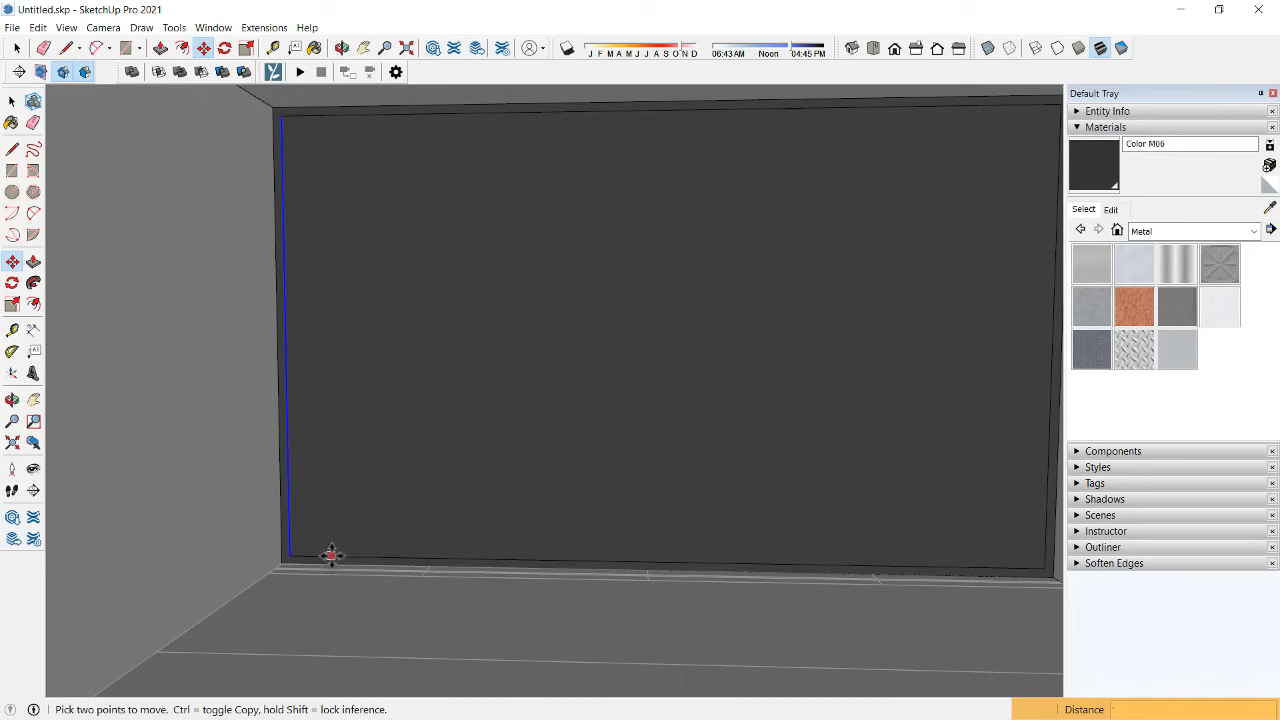 Untitled.skp - SketchUp Pro 2021
File Edit View Camera Draw Tools Window Extensions Help
J F M A M J J A S O N D 06:43 AM Noon 04:45 PM
Default Tray
Entity Info
Materials
Color M06
Select Edit
Metal
Components
Styles
Tags
Shadows
Scenes
Instructor
Outliner
Soften Edges
Pick two points to move. Ctrl = toggle Copy, hold Shift = lock inference.
Distance '